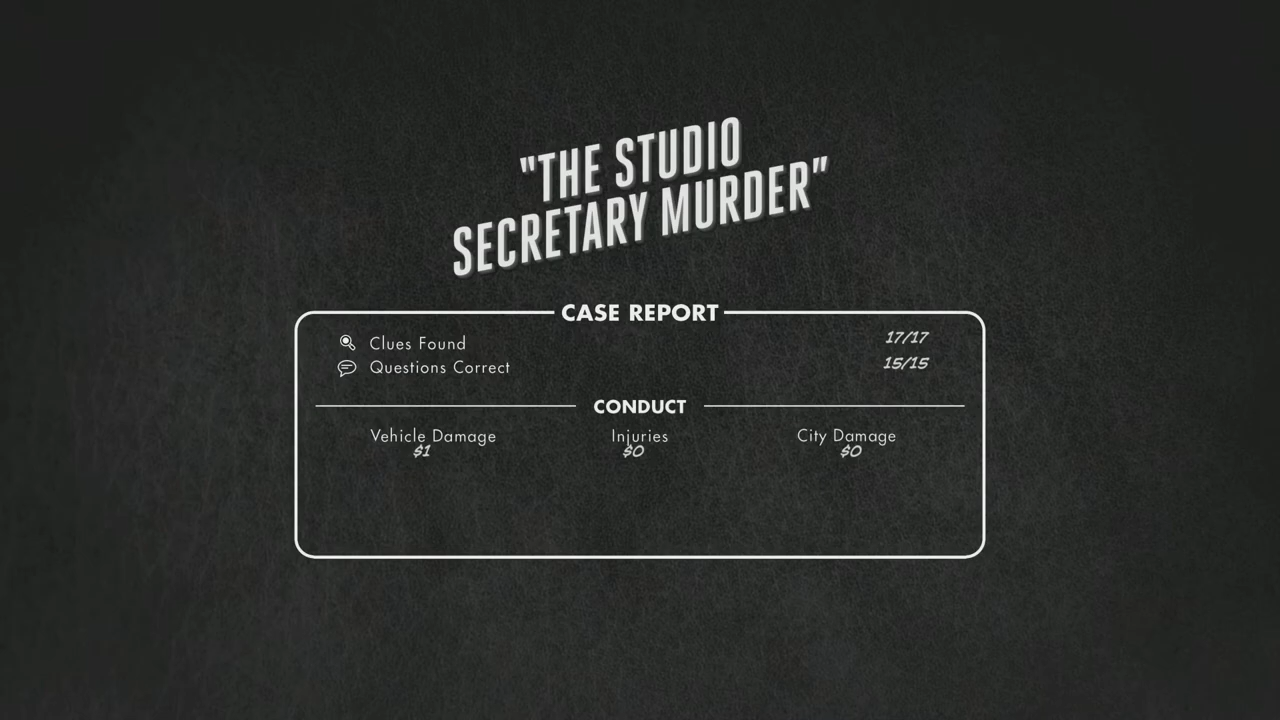 "THE STUDIO
SECRETARY MURDER"
CASE REPORT
Clues Found 17/17
Questions Correct 15/15
CONDUCT
Vehicle Damage Injuries City Damage
$1 $0 $0